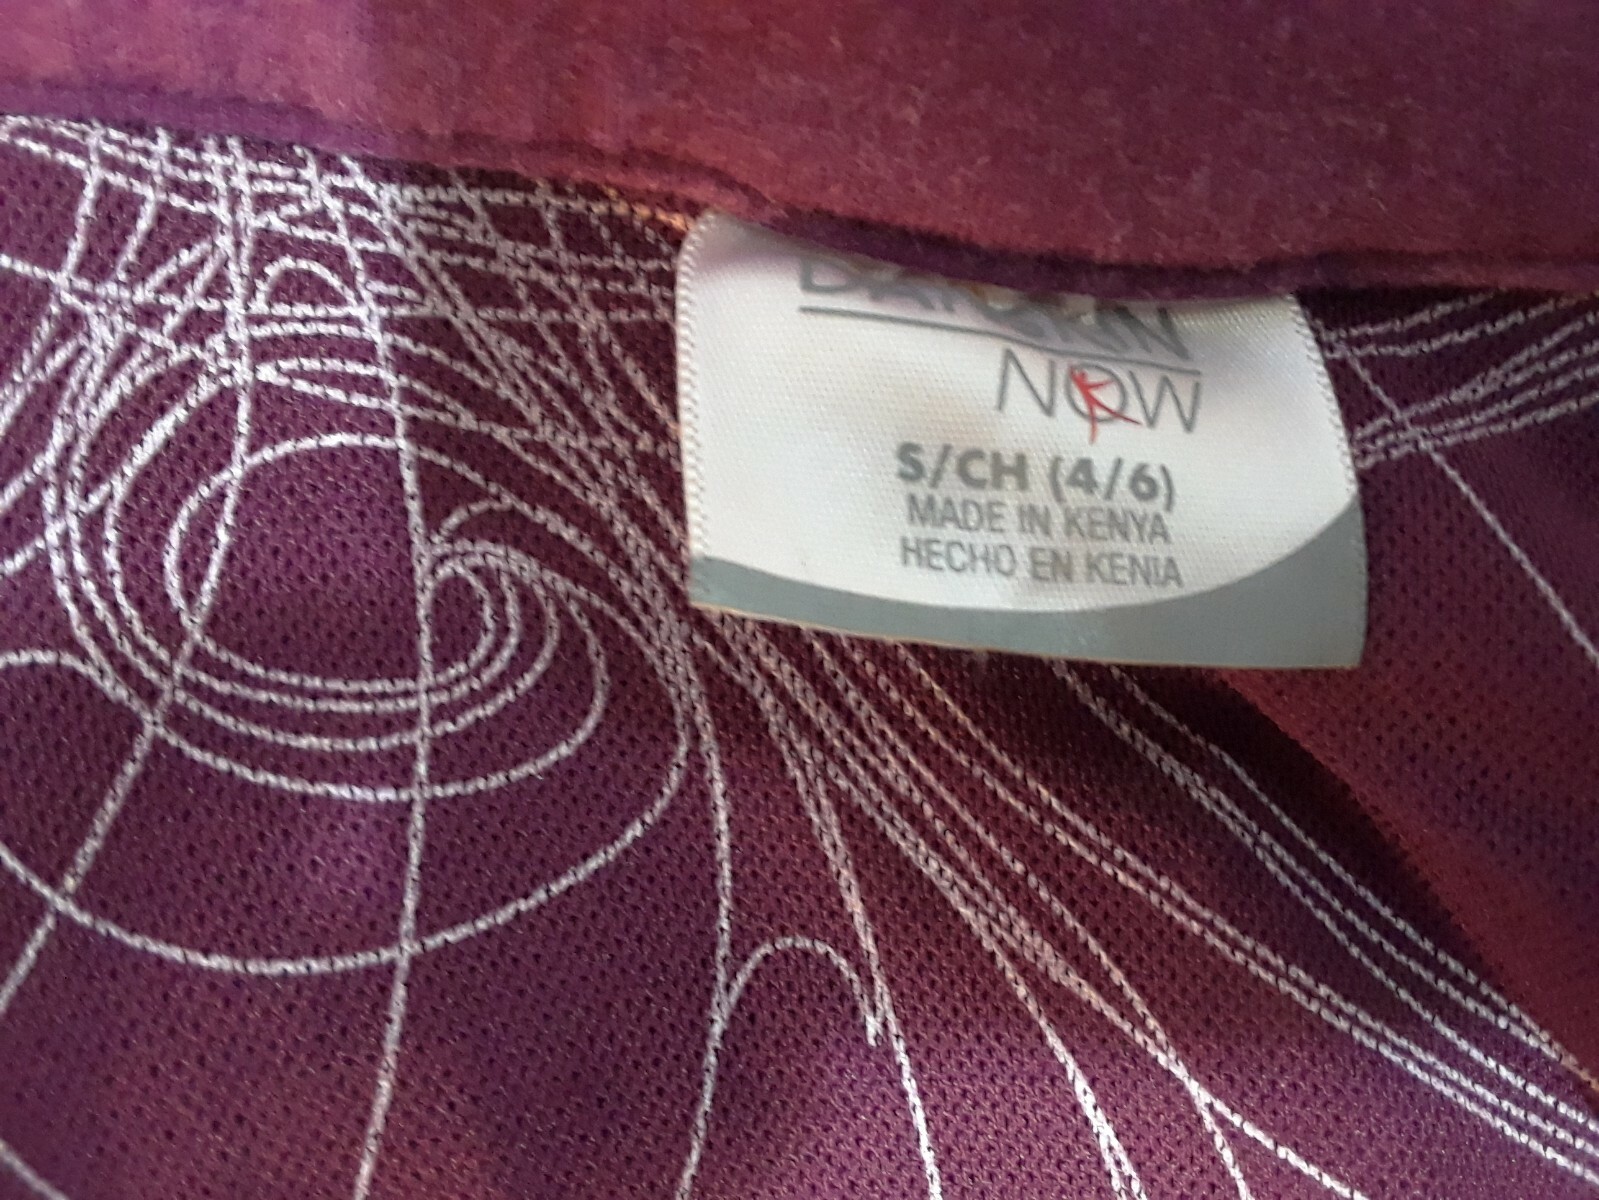 NOW
S/CH (4/6)
MADE IN KENYA
HECHO EN KENIA